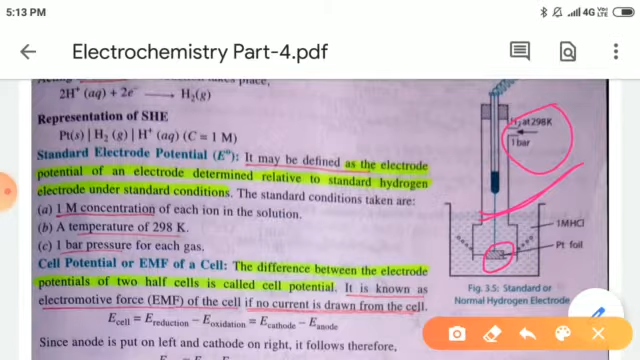 5:13 PM
4G VoLTE
Electrochemistry Part-4.pdf
2H⁺ (aq) + 2e⁻ ⟶ H₂(g)
Representation of SHE
Pt(s) | H₂ (g) | H⁺ (aq) (C = 1 M)
Standard Electrode Potential (E°): It may be defined as the electrode
potential of an electrode determined relative to standard hydrogen
electrode under standard conditions. The standard conditions taken are:
(a) 1 M concentration of each ion in the solution.
(b) A temperature of 298 K.
(c) 1 bar pressure for each gas.
Cell Potential or EMF of a Cell: The difference between the electrode
potentials of two half cells is called cell potential. It is known as
electromotive force (EMF) of the cell if no current is drawn from the cell.
E cell = E reduction − E oxidation = E cathode − E anode
Since anode is put on left and cathode on right, it follows therefore,
H₂ at 298K
1 bar
1MHCl
Pt foil
Fig. 3.5: Standard or
Normal Hydrogen Electrode